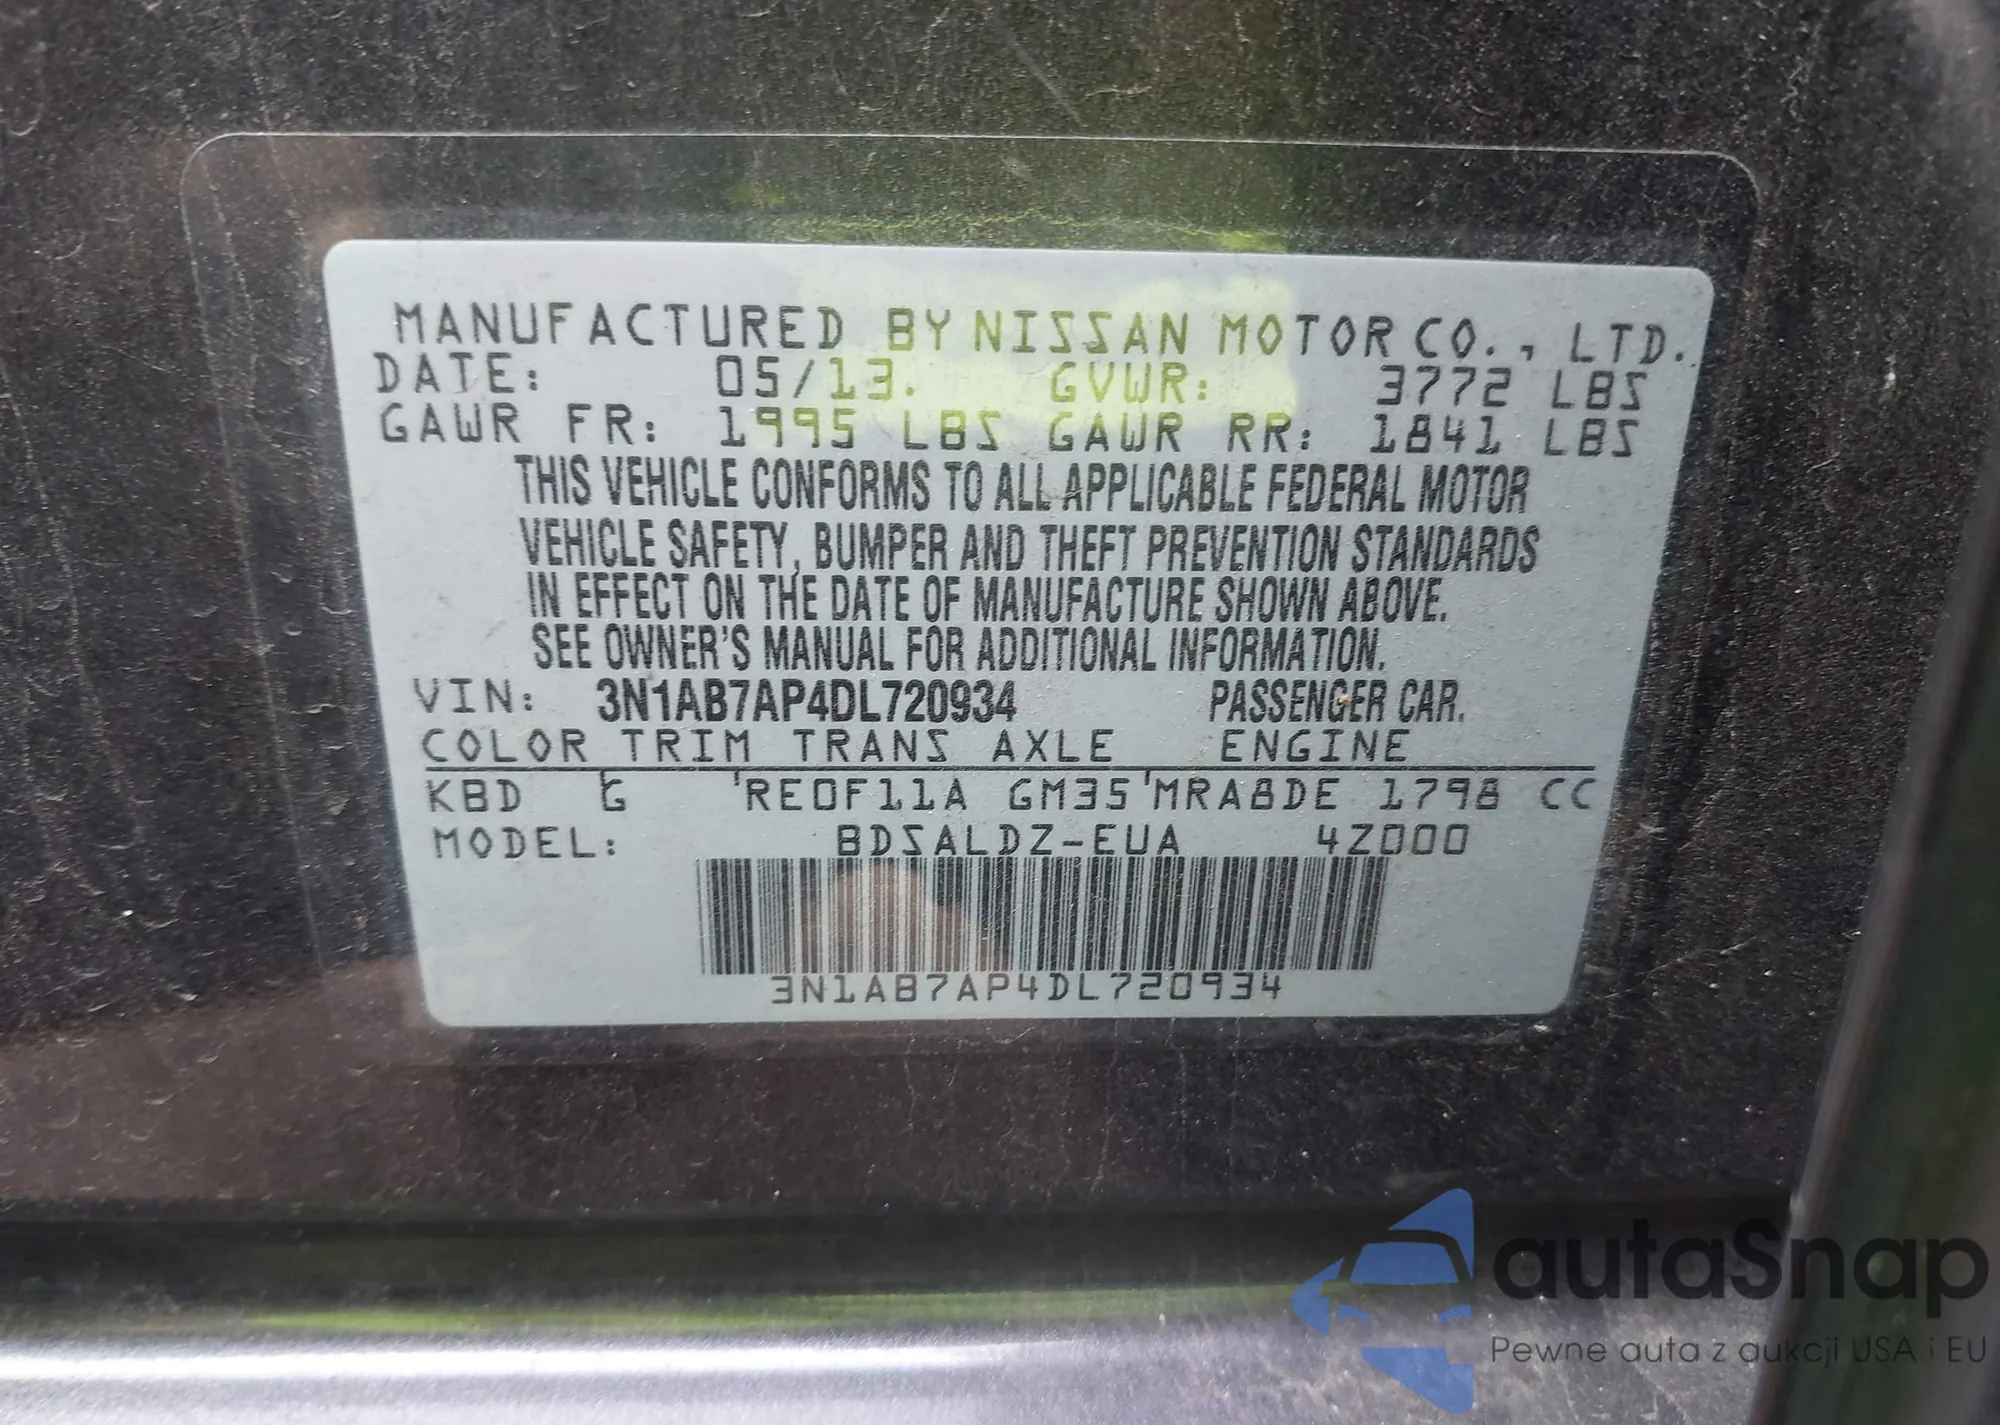 MANUFACTURED BY NISSAN MOTOR CO., LTD.
DATE: 05/13. GVWR: 3772 LBS
GAWR FR: 1995 LBS GAWR RR: 1841 LBS
THIS VEHICLE CONFORMS TO ALL APPLICABLE FEDERAL MOTOR
VEHICLE SAFETY, BUMPER AND THEFT PREVENTION STANDARDS
IN EFFECT ON THE DATE OF MANUFACTURE SHOWN ABOVE.
SEE OWNER'S MANUAL FOR ADDITIONAL INFORMATION.
VIN: 3N1AB7AP4DL720934 PASSENGER CAR.
COLOR TRIM TRANS AXLE ENGINE
KBD G 'RE0F11A GM35'MRA8DE 1798 CC
MODEL: BDSALDZ-EUA 4Z000
3N1AB7AP4DL720934
autaSnap
Pewne auta z aukcji USA i EU